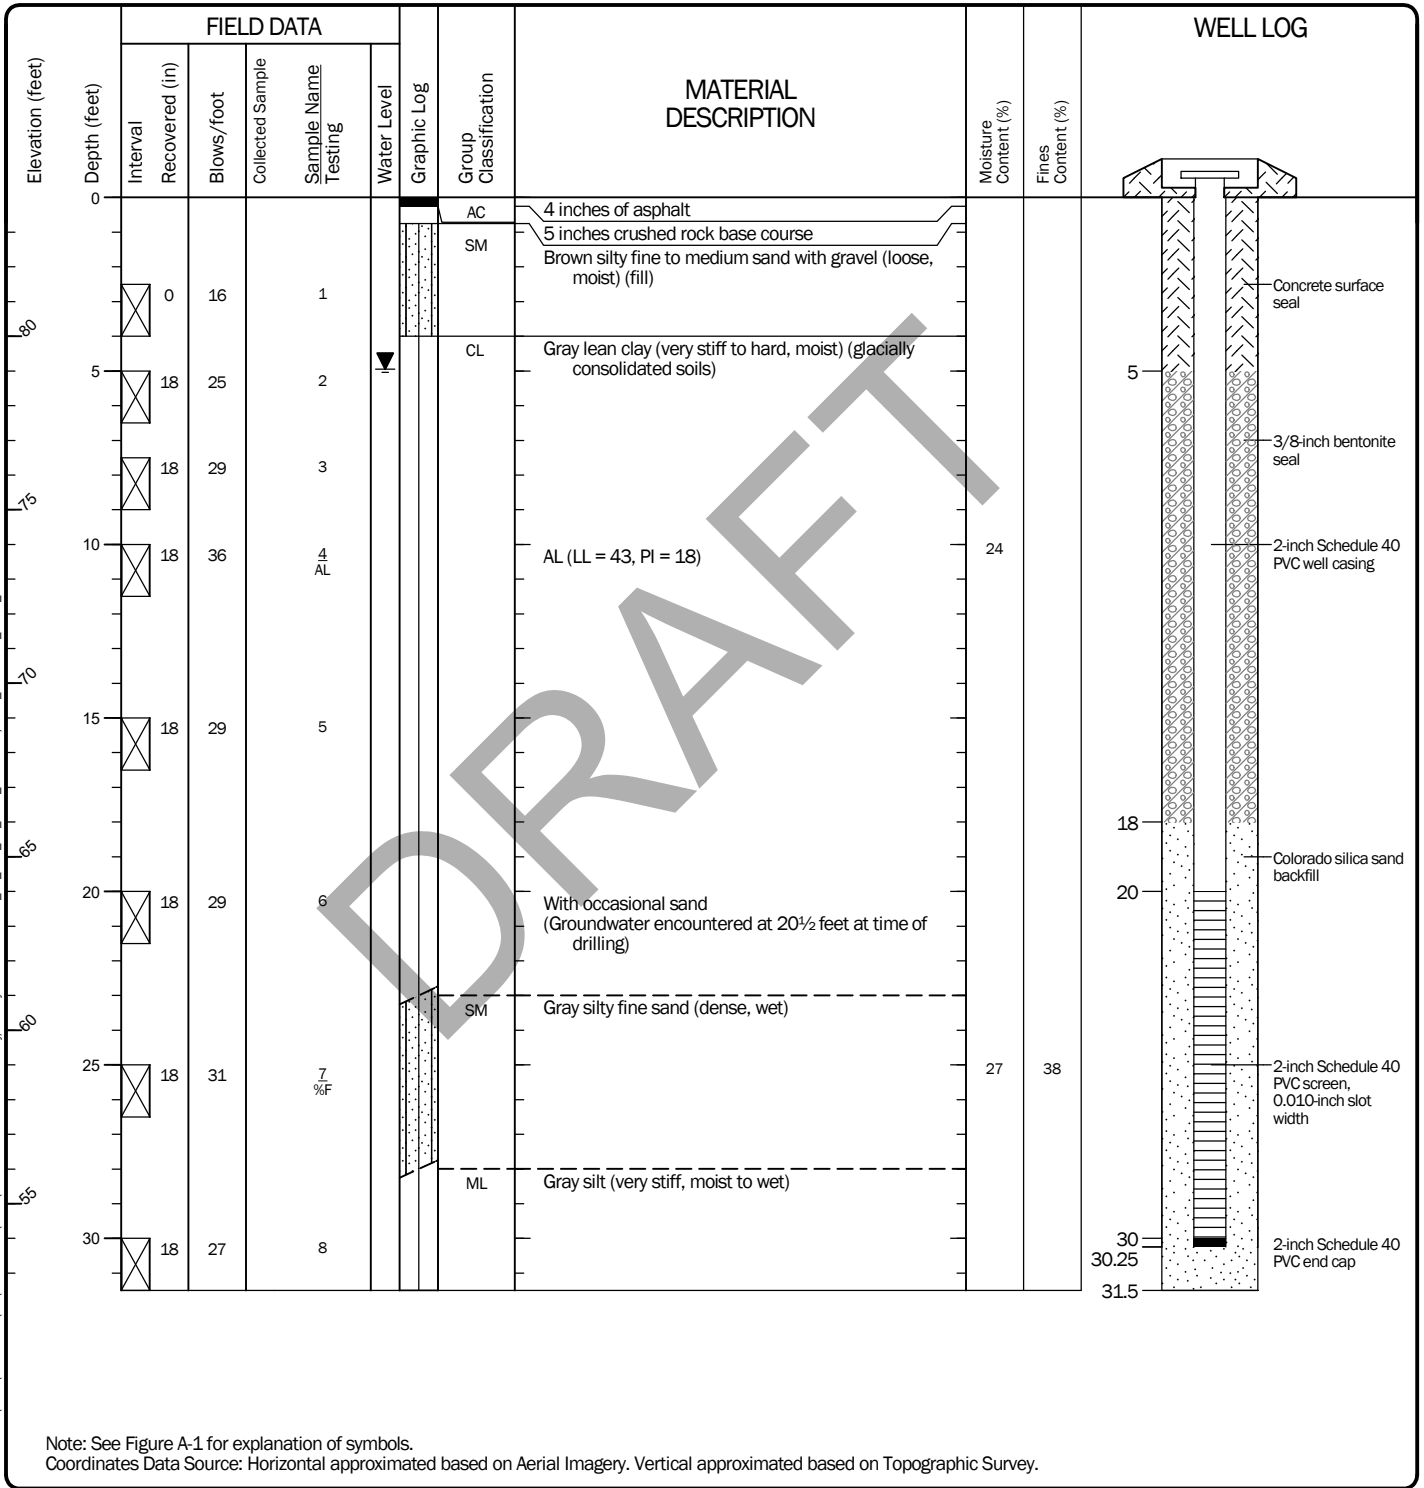 FIELD DATA
WELL LOG
Elevation (feet)
Depth (feet)
Interval
Recovered (in)
Blows/foot
Collected Sample
Sample Name
Testing
Water Level
Graphic Log
Group
Classification
MATERIAL
DESCRIPTION
Moisture
Content (%)
Fines
Content (%)
0
AC
4 inches of asphalt
5 inches crushed rock base course
SM
Brown silty fine to medium sand with gravel (loose,
moist) (fill)
0 16 1
Concrete surface
seal
80
CL
Gray lean clay (very stiff to hard, moist) (glacially
consolidated soils)
5
18 25 2
5
3/8-inch bentonite
seal
18 29 3
75
10
18 36 4
AL
AL (LL = 43, PI = 18)
24
2-inch Schedule 40
PVC well casing
70
15
18 29 5
18
65
Colorado silica sand
backfill
20
18 29 6
With occasional sand
(Groundwater encountered at 20½ feet at time of
drilling)
20
SM
Gray silty fine sand (dense, wet)
60
25
18 31 7
%F
27 38
2-inch Schedule 40
PVC screen,
0.010-inch slot
width
ML
Gray silt (very stiff, moist to wet)
55
30
18 27 8
30
30.25
31.5
2-inch Schedule 40
PVC end cap
DRAFT
Note: See Figure A-1 for explanation of symbols.
Coordinates Data Source: Horizontal approximated based on Aerial Imagery. Vertical approximated based on Topographic Survey.